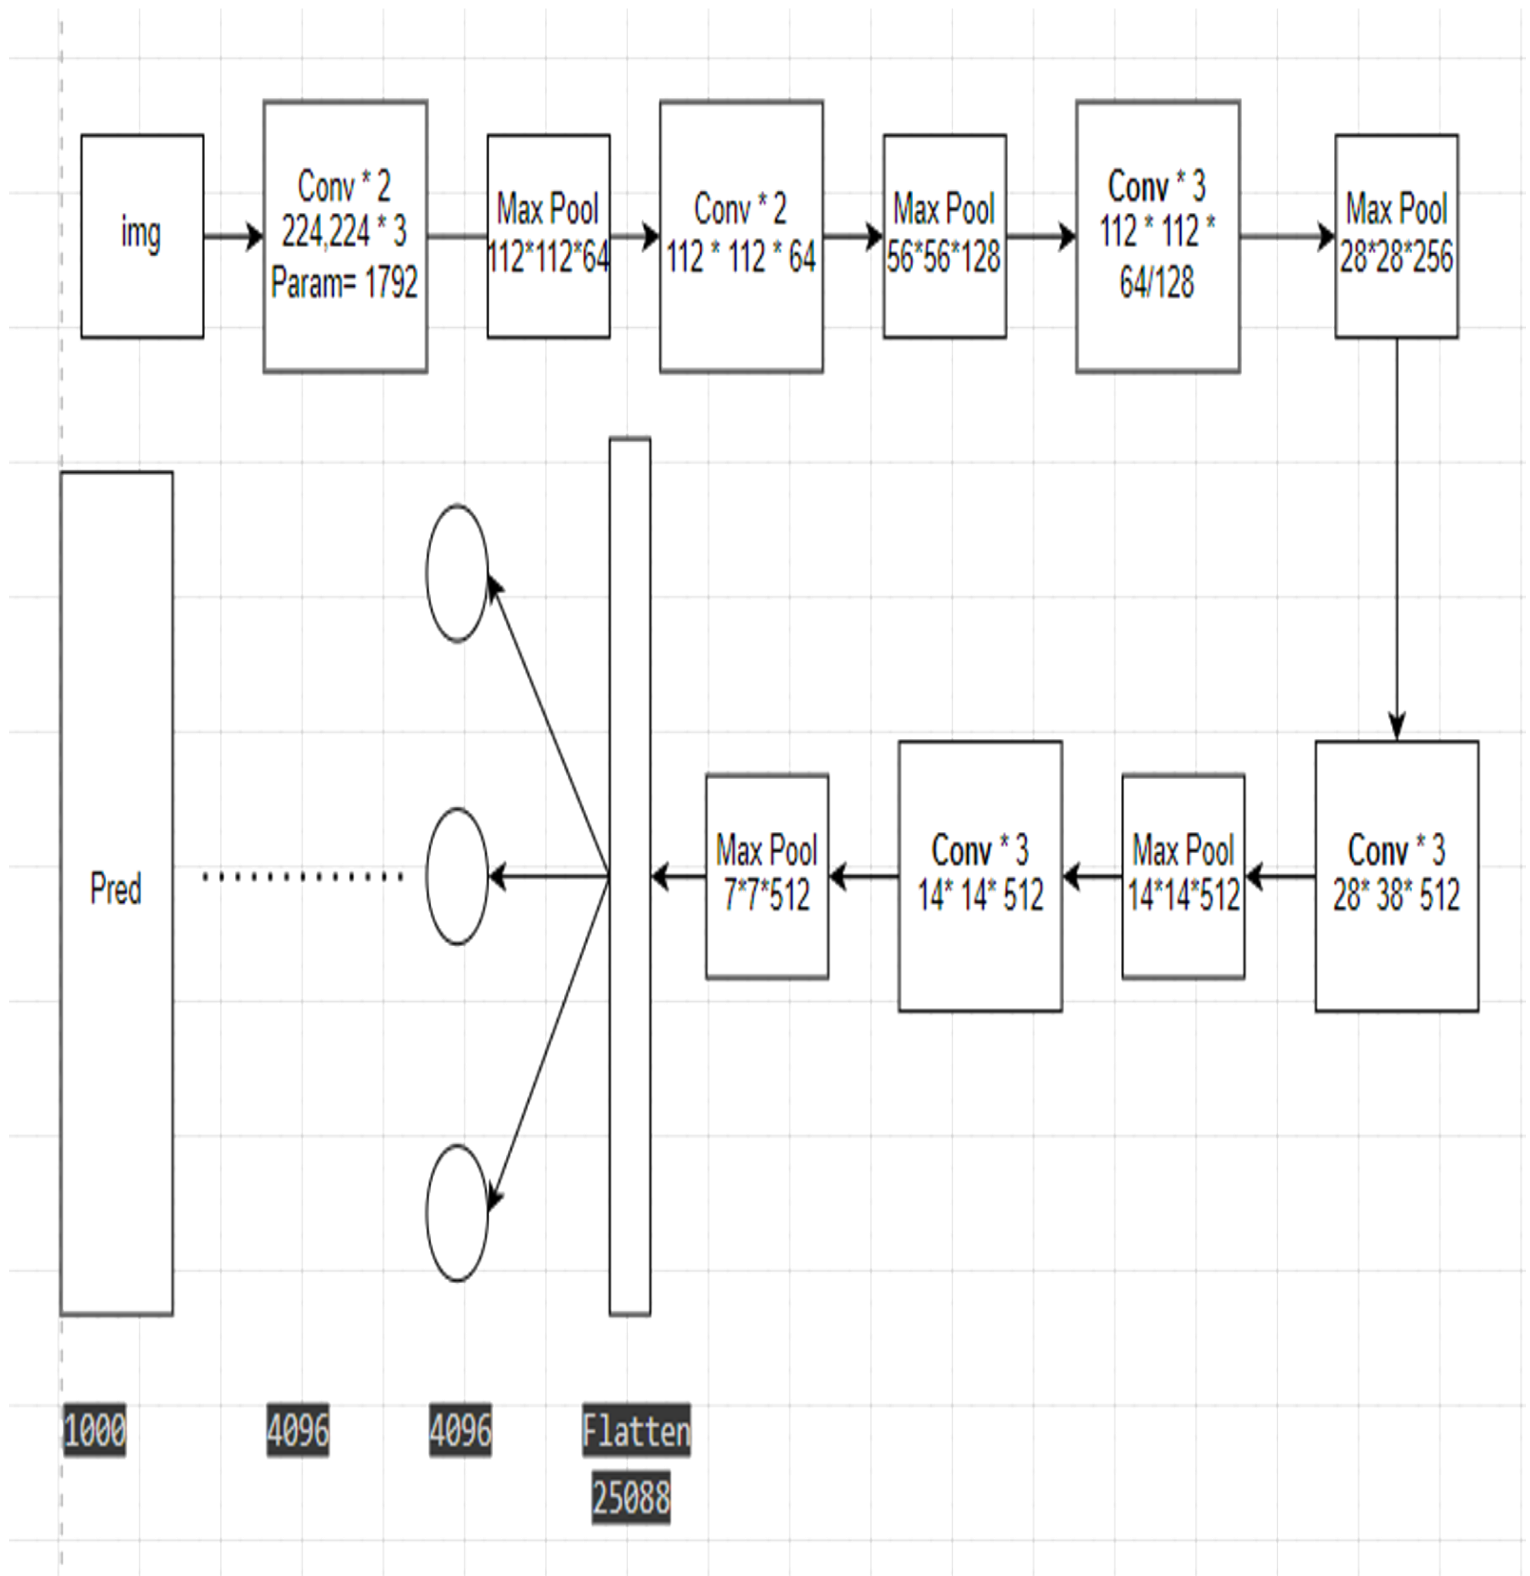 img
Conv * 2
224,224 * 3
Param= 1792
Max Pool
112*112*64
Conv * 2
112 * 112 * 64
Max Pool
56*56*128
Conv * 3
112 * 112 *
64/128
Max Pool
28*28*256
Conv * 3
28* 38* 512
Max Pool
14*14*512
Conv * 3
14* 14* 512
Max Pool
7*7*512
Pred
1000
4096
4096
Flatten
25088